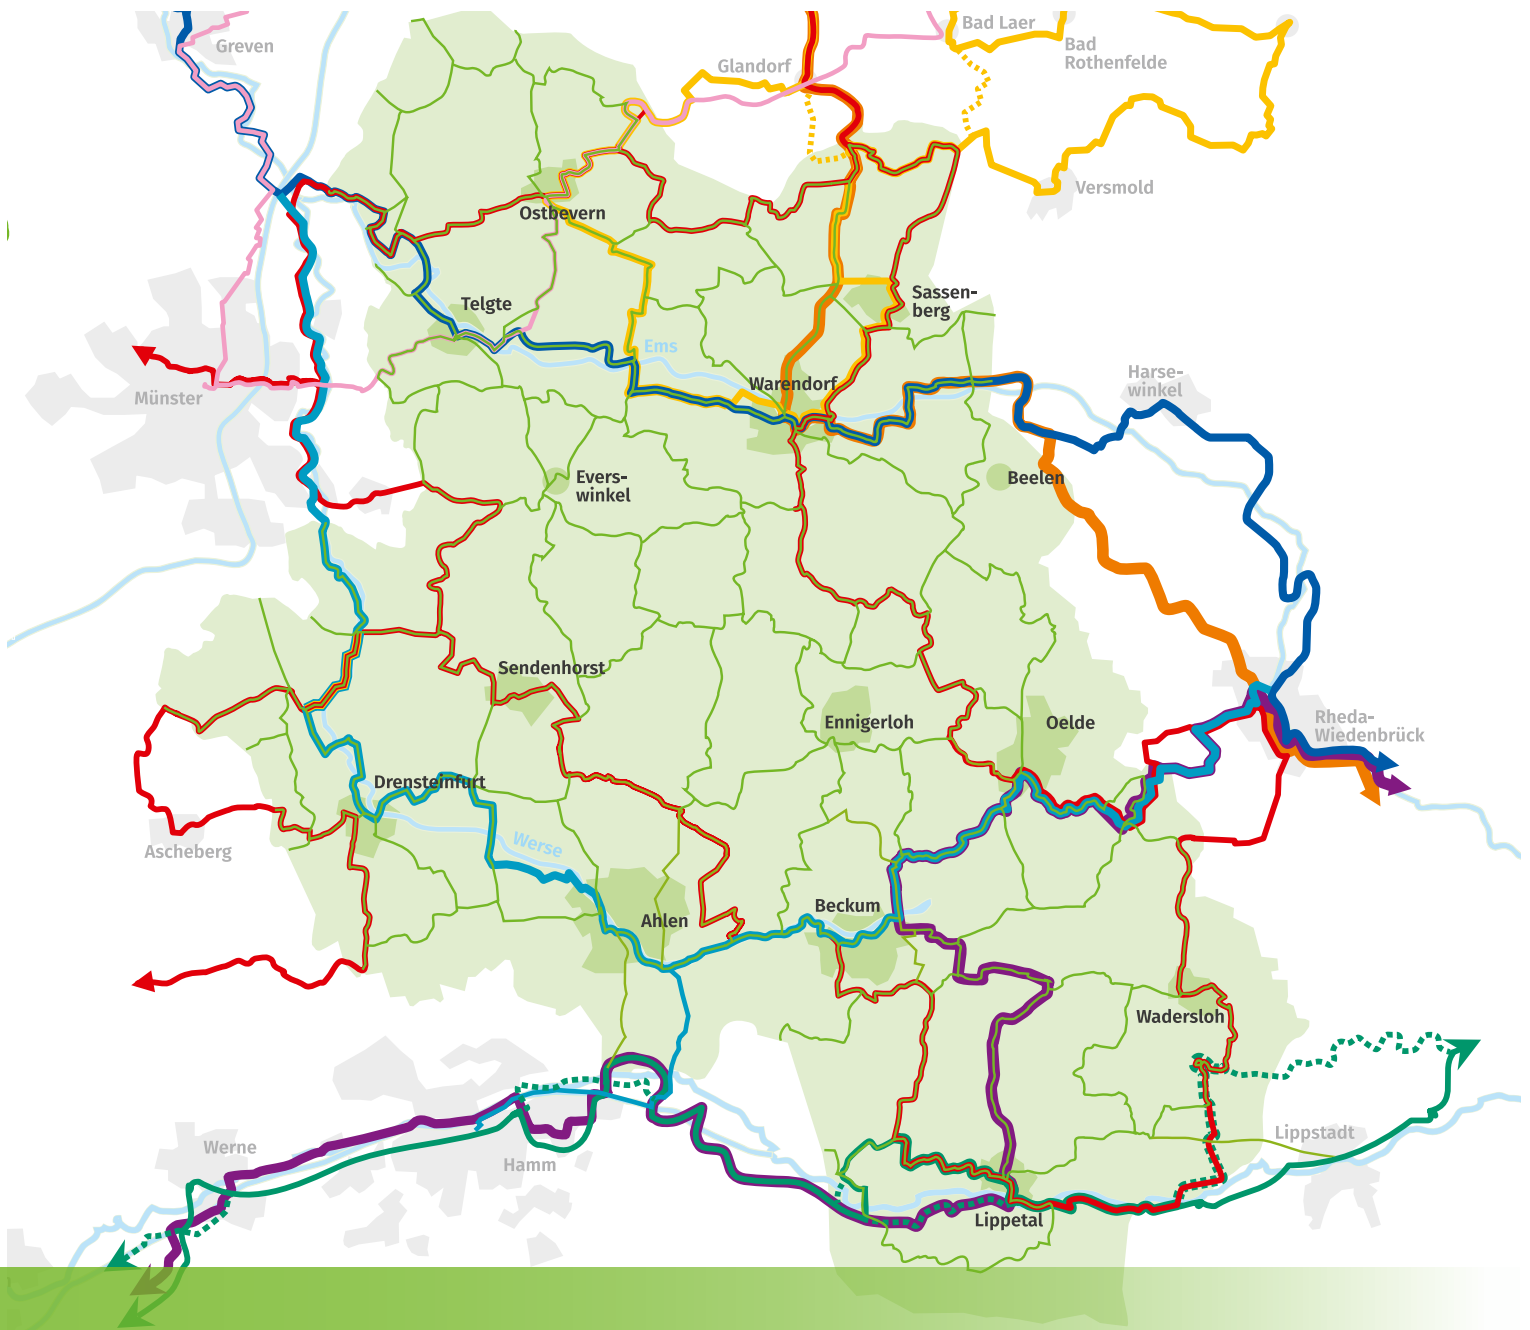 Bad Laer
Greven
Bad
Rothenfelde
Glandorf
Versmold
Ostbevern
Telgte
Sassen-
berg
Ems
Münster
Warendorf
Harse-
winkel
Evers-
winkel
Beelen
Sendenhorst
Ennigerloh
Oelde
Rheda-
Wiedenbrück
Drensteinfurt
Ascheberg
Werse
Ahlen
Beckum
Wadersloh
Werne
Hamm
Lippstadt
Lippetal